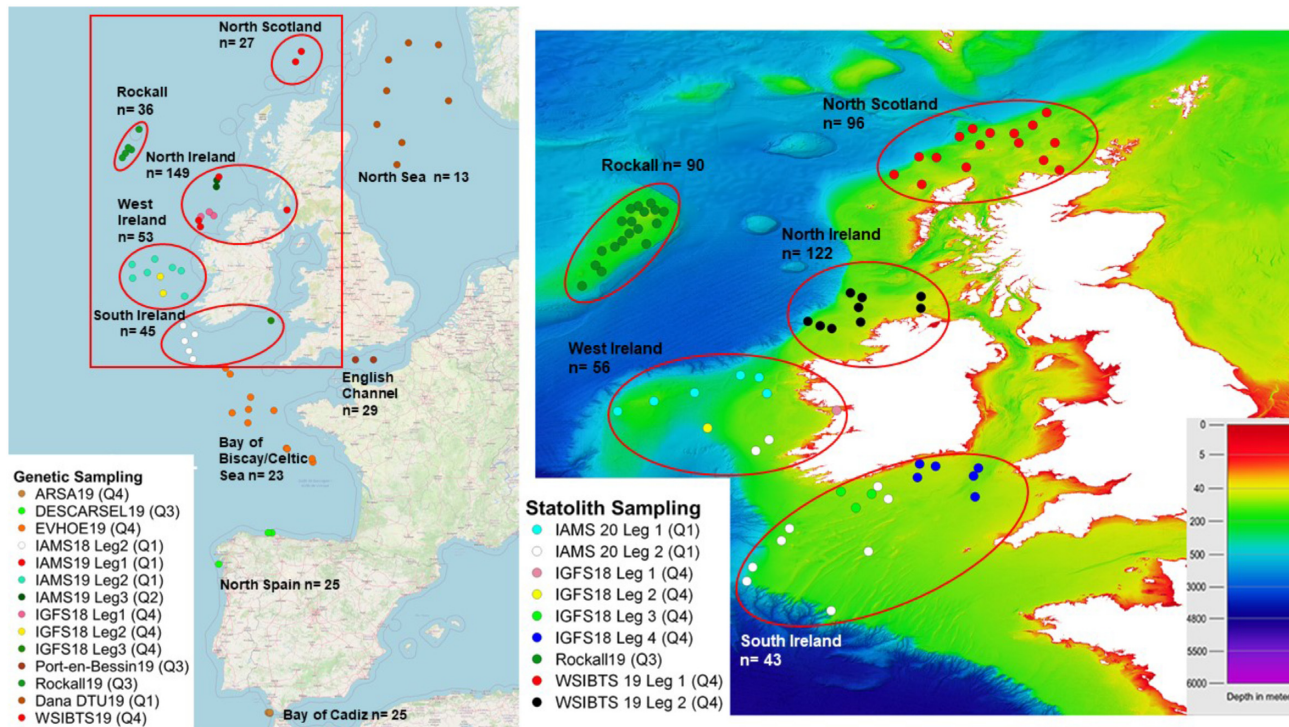 North Scotland
n= 27
Rockall
n= 36
North Ireland
n= 149
North Sea n= 13
West
Ireland
n= 53
South Ireland
n= 45
English
Channel
n= 29
Bay of
Biscay/Celtic
Sea n= 23
North Spain n= 25
Bay of Cadiz n= 25
Genetic Sampling
ARSA19 (Q4)
DESCARSEL19 (Q3)
EVHOE19 (Q4)
IAMS18 Leg2 (Q1)
IAMS19 Leg1 (Q1)
IAMS19 Leg2 (Q1)
IAMS19 Leg3 (Q2)
IGFS18 Leg1 (Q4)
IGFS18 Leg2 (Q4)
IGFS18 Leg3 (Q4)
Port-en-Bessin19 (Q3)
Rockall19 (Q3)
Dana DTU19 (Q1)
WSIBTS19 (Q4)
North Scotland
n= 96
Rockall n= 90
North Ireland
n= 122
West Ireland
n= 56
South Ireland
n= 43
Statolith Sampling
IAMS 20 Leg 1 (Q1)
IAMS 20 Leg 2 (Q1)
IGFS18 Leg 1 (Q4)
IGFS18 Leg 2 (Q4)
IGFS18 Leg 3 (Q4)
IGFS18 Leg 4 (Q4)
Rockall19 (Q3)
WSIBTS 19 Leg 1 (Q4)
WSIBTS 19 Leg 2 (Q4)
0
5
40
200
500
3000
4800
5500
6000
Depth in meter